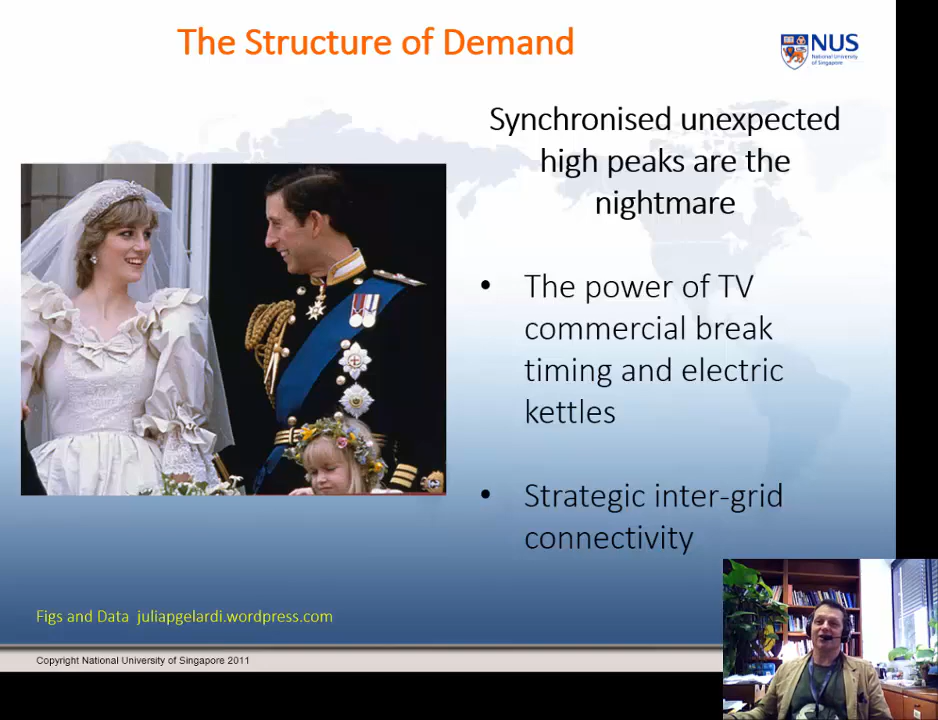 The Structure of Demand
NUS
National University
of Singapore
Synchronised unexpected
high peaks are the
nightmare
• The power of TV
commercial break
timing and electric
kettles
• Strategic inter-grid
connectivity
Figs and Data juliapgelardi.wordpress.com
Copyright National University of Singapore 2011